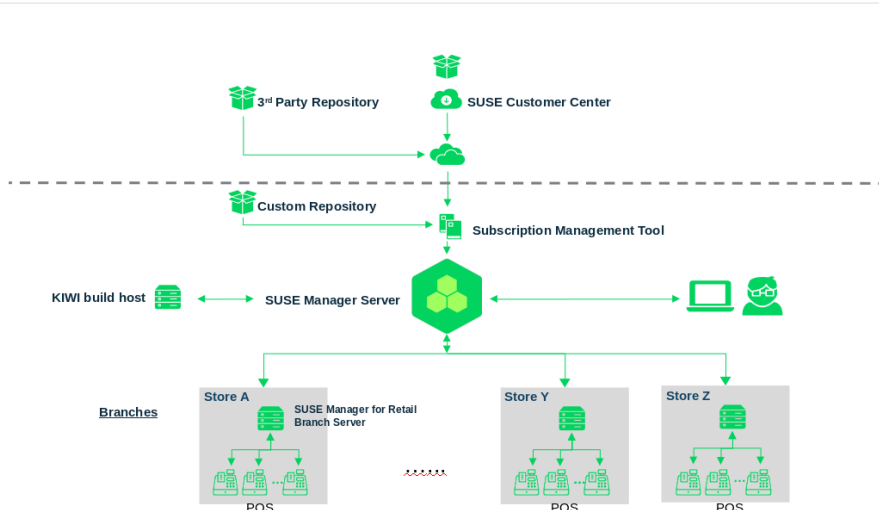 3rd Party Repository
SUSE Customer Center
Custom Repository
Subscription Management Tool
KIWI build host
SUSE Manager Server
Branches
Store A
SUSE Manager for Retail
Branch Server
Store Y
Store Z
...
...
...
......
POS
POS
POS